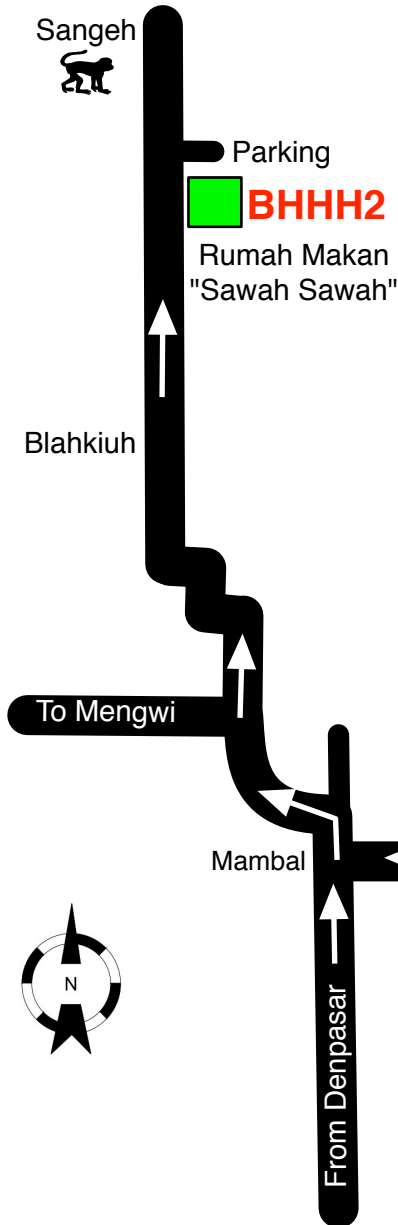 Sangeh
Parking
BHHH2
Rumah Makan
"Sawah Sawah"
Blahkiuh
To Mengwi
Mambal
N
From Denpasar